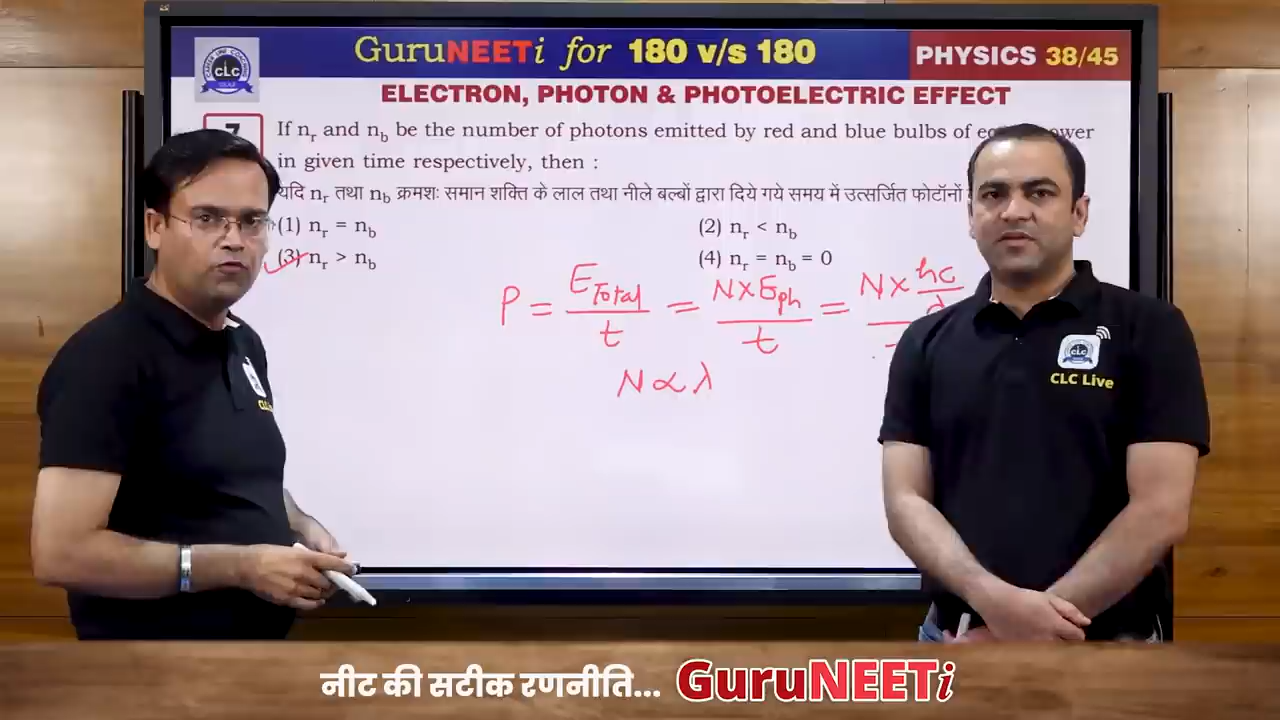 GuruNEETi for 180 v/s 180
PHYSICS 38/45
CLC
ELECTRON, PHOTON & PHOTOELECTRIC EFFECT
7 If nr and nb be the number of photons emitted by red and blue bulbs of
in given time respectively, then :
यदि nr तथा nb क्रमशः समान शक्ति के लाल तथा नीले बल्बों द्वारा दिये गये समय में उत्सर्जित फोटॉनों
(1) nr = nb (2) nr < nb
(3) nr > nb (4) nr = nb = 0
P = ETotal / t = N×Eph / t = N× hc
N ∝ λ
CLC Live
नीट की सटीक रणनीति... GuruNEETi